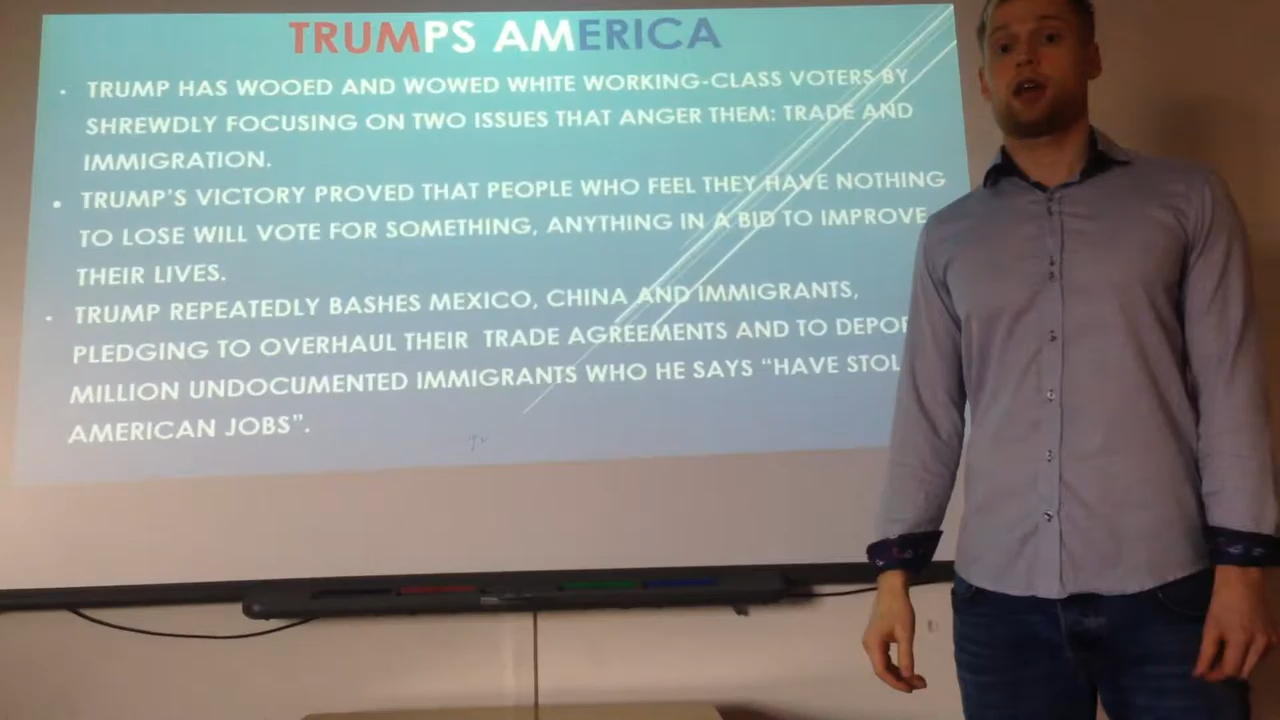 TRUMPS AMERICA
• TRUMP HAS WOOED AND WOWED WHITE WORKING-CLASS VOTERS BY
SHREWDLY FOCUSING ON TWO ISSUES THAT ANGER THEM: TRADE AND
IMMIGRATION.
• TRUMP'S VICTORY PROVED THAT PEOPLE WHO FEEL THEY HAVE NOTHING
TO LOSE WILL VOTE FOR SOMETHING, ANYTHING IN A BID TO IMPROVE
THEIR LIVES.
• TRUMP REPEATEDLY BASHES MEXICO, CHINA AND IMMIGRANTS,
PLEDGING TO OVERHAUL THEIR TRADE AGREEMENTS AND TO
MILLION UNDOCUMENTED IMMIGRANTS WHO HE SAYS "HAVE
AMERICAN JOBS".